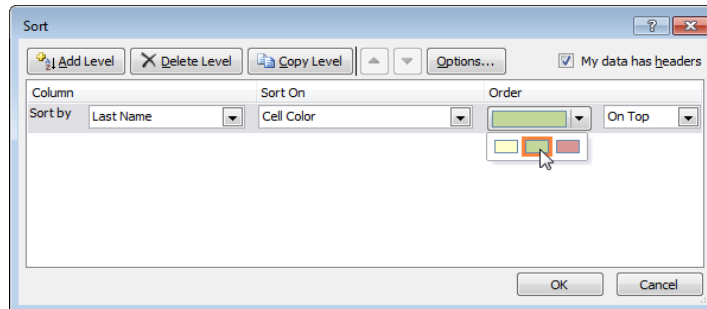 Sort
Add Level Delete Level Copy Level Options... My data has headers
Column Sort On Order
Sort by Last Name Cell Color On Top
OK Cancel